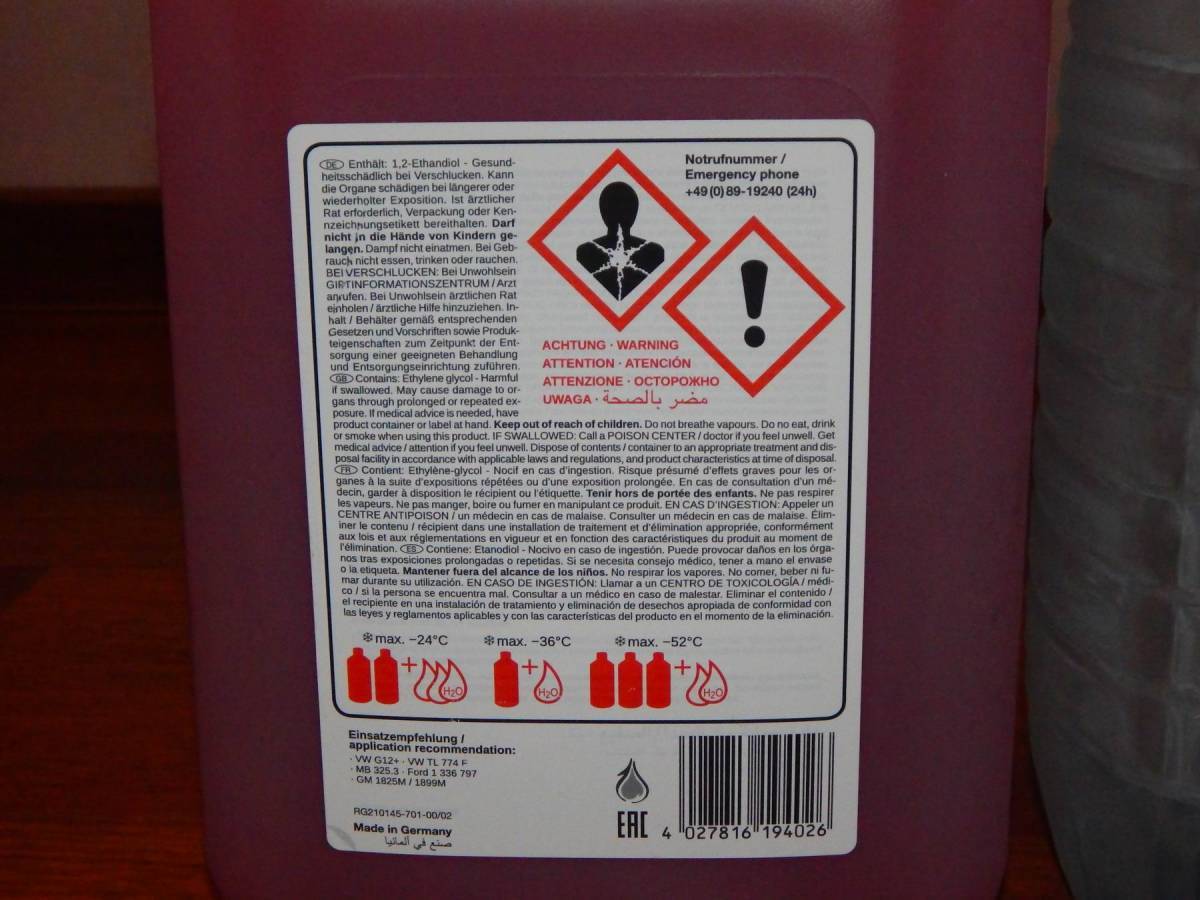 DE Enthält: 1,2-Ethandiol - Gesund-
heitsschädlich bei Verschlucken. Kann
die Organe schädigen bei längerer oder
wiederholter Exposition. Ist ärztlicher
Rat erforderlich, Verpackung oder Ken-
nzeichnungsetikett bereithalten. Darf
nicht in die Hände von Kindern ge-
langen. Dampf nicht einatmen. Bei Geb-
rauch nicht essen, trinken oder rauchen.
BEI VERSCHLUCKEN: Bei Unwohlsein
GIFTINFORMATIONSZENTRUM / Arzt
anrufen. Bei Unwohlsein ärztlichen Rat
einholen / ärztliche Hilfe hinzuziehen. In-
halt / Behälter gemäß entsprechenden
Gesetzen und Vorschriften sowie Produk-
teigenschaften zum Zeitpunkt der Ent-
sorgung einer geeigneten Behandlung
und Entsorgungseinrichtung zuführen.
GB Contains: Ethylene glycol - Harmful
if swallowed. May cause damage to or-
gans through prolonged or repeated ex-
posure. If medical advice is needed, have
product container or label at hand. Keep out of reach of children. Do not breathe vapours. Do no eat, drink
or smoke when using this product. IF SWALLOWED: Call a POISON CENTER / doctor if you feel unwell. Get
medical advice / attention if you feel unwell. Dispose of contents / container to an appropriate treatment and dis-
posal facility in accordance with applicable laws and regulations, and product characteristics at time of disposal.
FR Contient: Ethylène-glycol - Nocif en cas d'ingestion. Risque présumé d'effets graves pour les or-
ganes à la suite d'expositions répétées ou d'une exposition prolongée. En cas de consultation d'un mé-
decin, garder à disposition le récipient ou l'étiquette. Tenir hors de portée des enfants. Ne pas respirer
les vapeurs. Ne pas manger, boire ou fumer en manipulant ce produit. EN CAS D'INGESTION: Appeler un
CENTRE ANTIPOISON / un médecin en cas de malaise. Consulter un médecin en cas de malaise. Élim-
iner le contenu / récipient dans une installation de traitement et d'élimination appropriée, conformément
aux lois et aux réglementations en vigueur et en fonction des caractéristiques du produit au moment de
l'élimination. ES Contiene: Etanodiol - Nocivo en caso de ingestión. Puede provocar daños en los órga-
nos tras exposiciones prolongadas o repetidas. Si se necesita consejo médico, tener a mano el envase
o la etiqueta. Mantener fuera del alcance de los niños. No respirar los vapores. No comer, beber ni fu-
mar durante su utilización. EN CASO DE INGESTIÓN: Llamar a un CENTRO DE TOXICOLOGÍA / médi-
co / si la persona se encuentra mal. Consultar a un médico en caso de malestar. Eliminar el contenido /
el recipiente en una instalación de tratamiento y eliminación de desechos apropiada de conformidad con
las leyes y reglamentos aplicables y con las características del producto en el momento de la eliminación.
Notrufnummer /
Emergency phone
+49 (0) 89-19240 (24h)
ACHTUNG · WARNING
ATTENTION · ATENCIÓN
ATTENZIONE · ОСТОРОЖНО
UWAGA · مضر بالصحة
max. −24°C
max. −36°C
max. −52°C
+ H₂O
+ H₂O
+ H₂O
Einsatzempfehlung /
application recommendation:
· VW G12+ · VW TL 774 F
· MB 325.3 · Ford 1 336 797
· GM 1825M / 1899M
RG210145-701-00/02
Made in Germany
صنع في ألمانيا
EAC
4 027816 194026